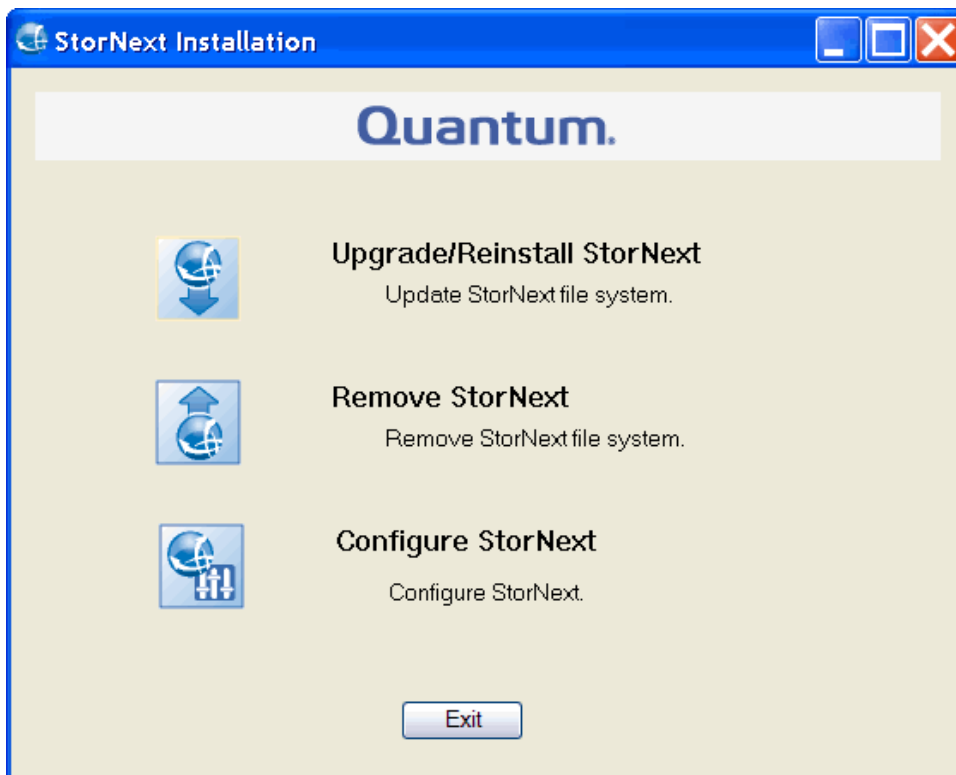 StorNext Installation
Quantum.
Upgrade/Reinstall StorNext
Update StorNext file system.
Remove StorNext
Remove StorNext file system.
Configure StorNext
Configure StorNext.
Exit